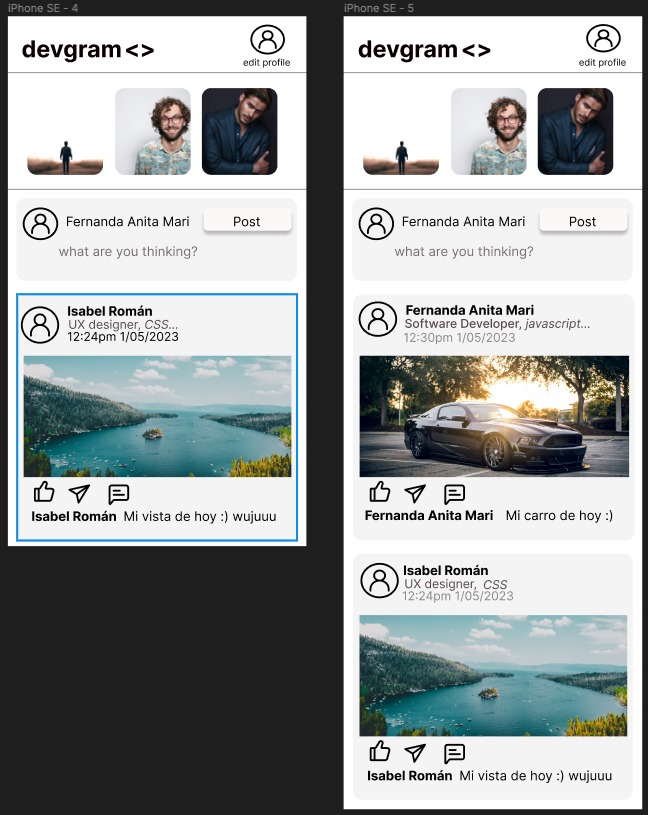 iPhone SE - 4
devgram <>
edit profile
Fernanda Anita Mari
Post
what are you thinking?
Isabel Román
UX designer, CSS...
12:24pm 1/05/2023
Isabel Román Mi vista de hoy :) wujuuu
iPhone SE - 5
devgram <>
edit profile
Fernanda Anita Mari
Post
what are you thinking?
Fernanda Anita Mari
Software Developer, javascript...
12:30pm 1/05/2023
Fernanda Anita Mari Mi carro de hoy :)
Isabel Román
UX designer, CSS
12:24pm 1/05/2023
Isabel Román Mi vista de hoy :) wujuuu